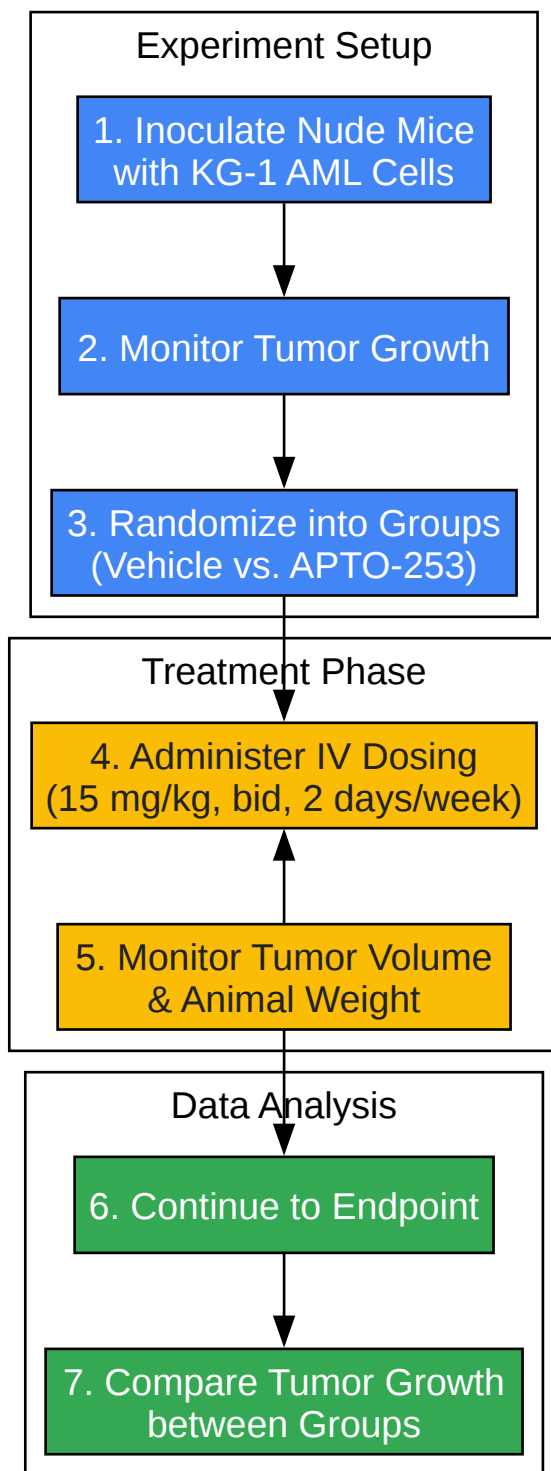 Experiment Setup
1. Inoculate Nude Mice
with KG-1 AML Cells
2. Monitor Tumor Growth
3. Randomize into Groups
(Vehicle vs. APTO-253)
Treatment Phase
4. Administer IV Dosing
(15 mg/kg, bid, 2 days/week)
5. Monitor Tumor Volume
& Animal Weight
Data Analysis
6. Continue to Endpoint
7. Compare Tumor Growth
between Groups